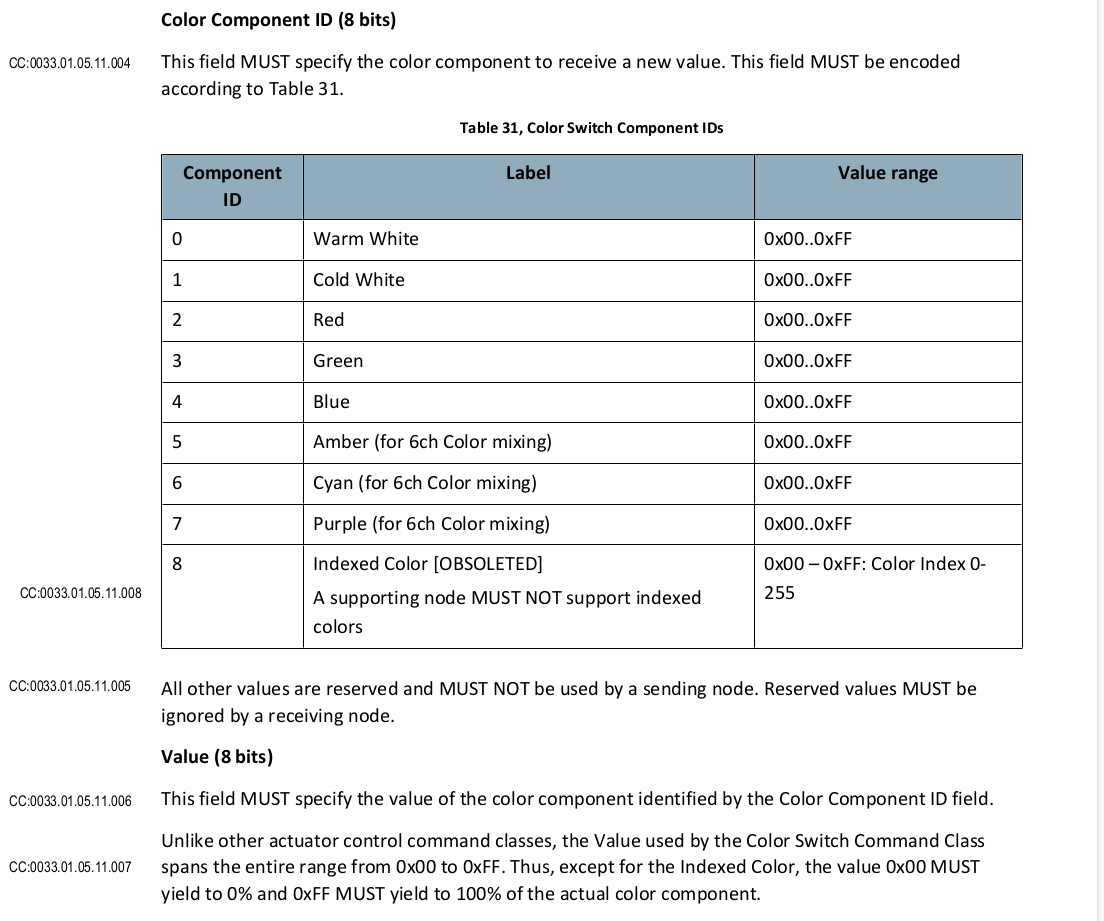 Color Component ID (8 bits)
CC:0033.01.05.11.004
This field MUST specify the color component to receive a new value. This field MUST be encoded
according to Table 31.
Table 31, Color Switch Component IDs
Component ID Label Value range
0 Warm White 0x00..0xFF
1 Cold White 0x00..0xFF
2 Red 0x00..0xFF
3 Green 0x00..0xFF
4 Blue 0x00..0xFF
5 Amber (for 6ch Color mixing) 0x00..0xFF
6 Cyan (for 6ch Color mixing) 0x00..0xFF
7 Purple (for 6ch Color mixing) 0x00..0xFF
8 Indexed Color [OBSOLETED] 0x00 – 0xFF: Color Index 0-
255
CC:0033.01.05.11.008
A supporting node MUST NOT support indexed
colors
CC:0033.01.05.11.005
All other values are reserved and MUST NOT be used by a sending node. Reserved values MUST be
ignored by a receiving node.
Value (8 bits)
CC:0033.01.05.11.006
This field MUST specify the value of the color component identified by the Color Component ID field.
Unlike other actuator control command classes, the Value used by the Color Switch Command Class
CC:0033.01.05.11.007
spans the entire range from 0x00 to 0xFF. Thus, except for the Indexed Color, the value 0x00 MUST
yield to 0% and 0xFF MUST yield to 100% of the actual color component.